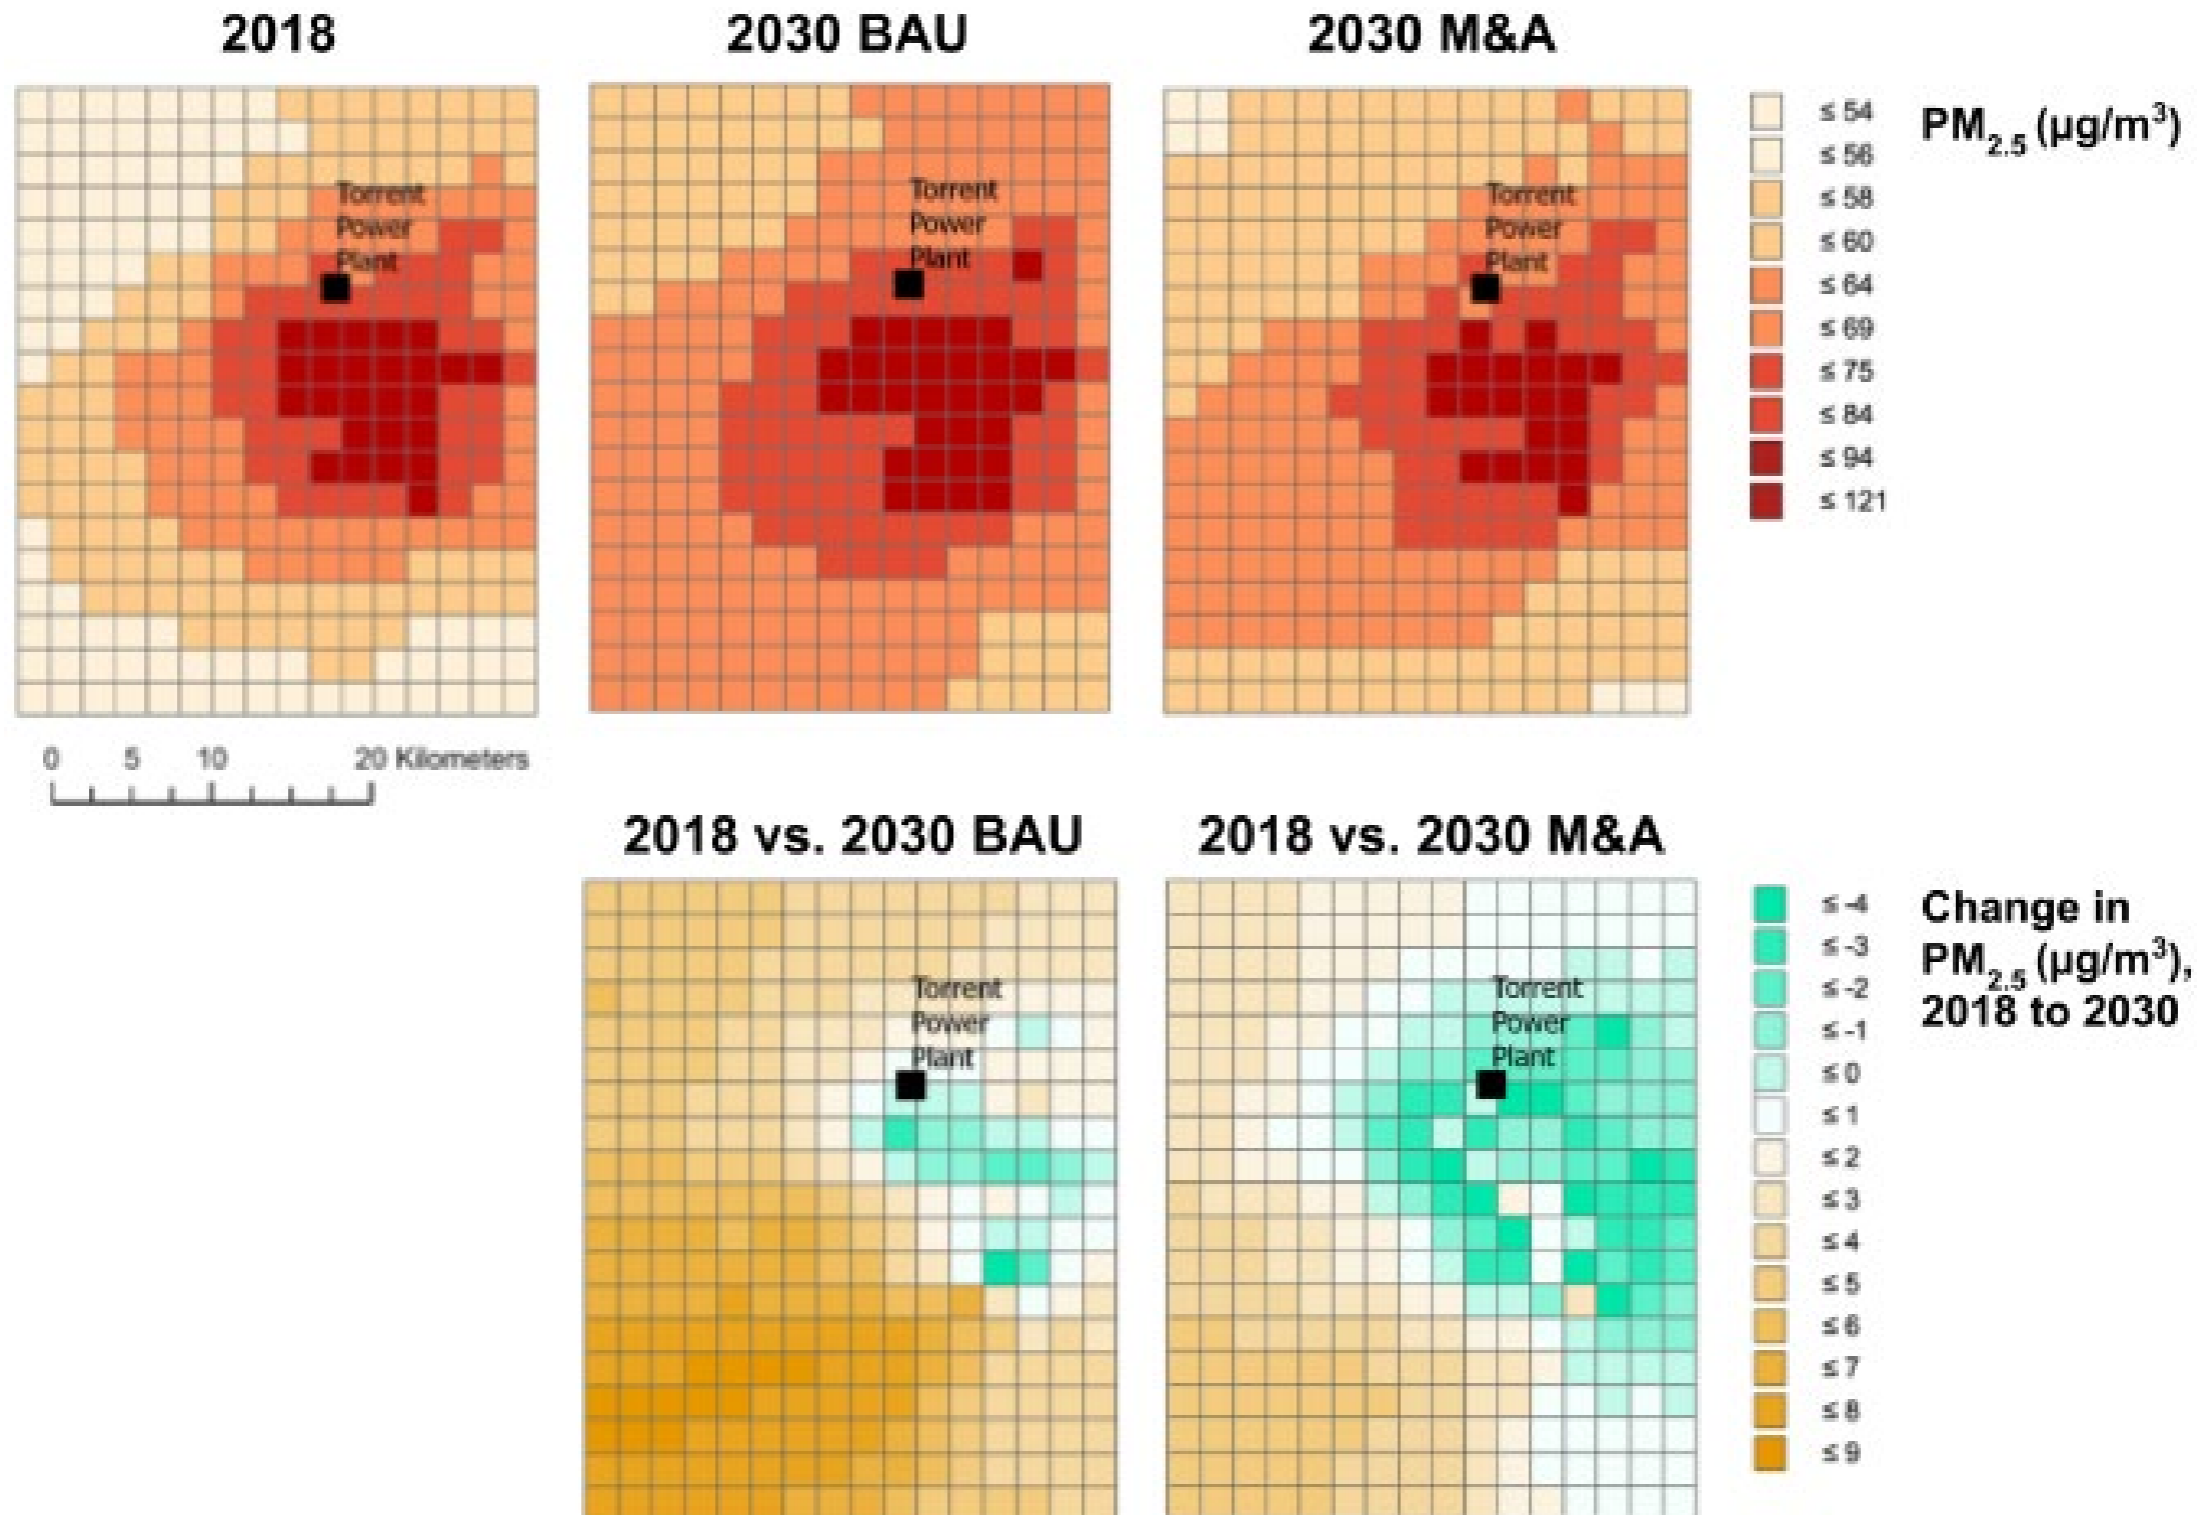 2018
2030 BAU
2030 M&A
Torrent
Power
Plant
Torrent
Power
Plant
Torrent
Power
Plant
≤ 54
≤ 56
≤ 58
≤ 60
≤ 64
≤ 69
≤ 75
≤ 84
≤ 94
≤ 121
PM2.5 (µg/m³)
0 5 10 20 Kilometers
2018 vs. 2030 BAU
2018 vs. 2030 M&A
Torrent
Power
Plant
Torrent
Power
Plant
≤ -4
≤ -3
≤ -2
≤ -1
≤ 0
≤ 1
≤ 2
≤ 3
≤ 4
≤ 5
≤ 6
≤ 7
≤ 8
≤ 9
Change in
PM2.5 (µg/m³),
2018 to 2030